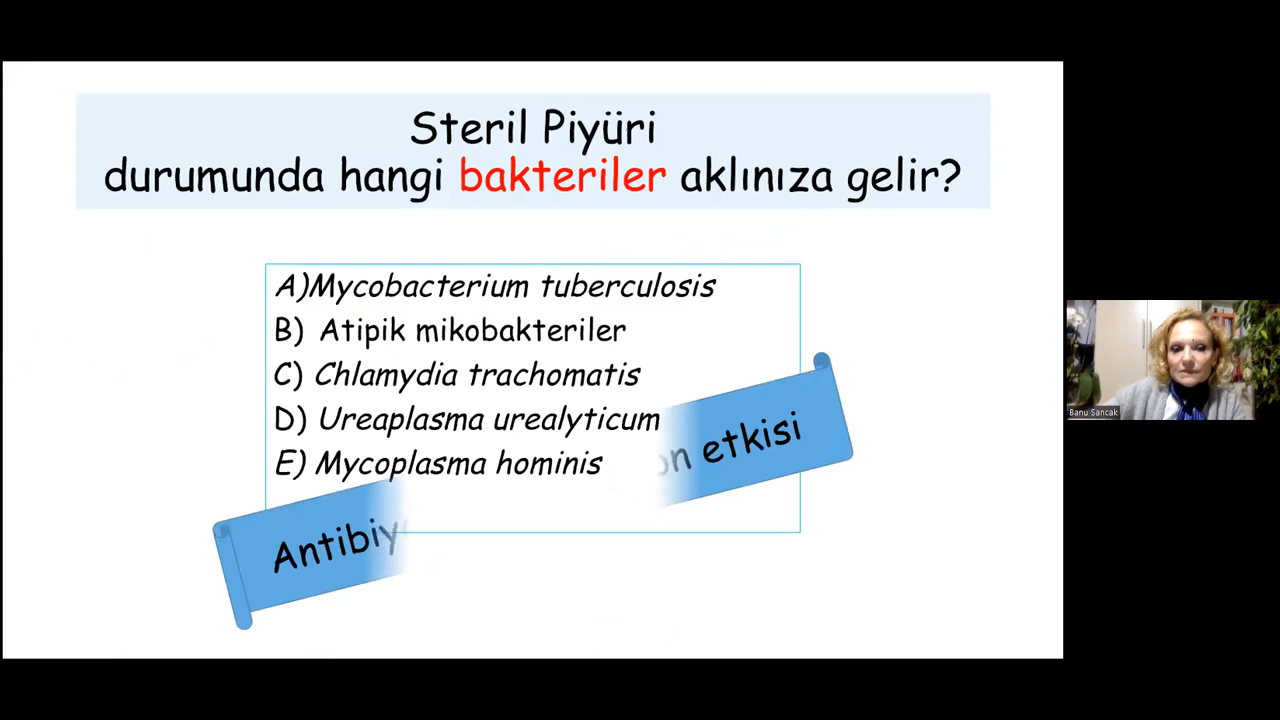 Steril Piyüri
durumunda hangi bakteriler aklınıza gelir?
A)Mycobacterium tuberculosis
B) Atipik mikobakteriler
C) Chlamydia trachomatis
D) Ureaplasma urealyticum
E) Mycoplasma hominis
etkisi
Banu Sancak